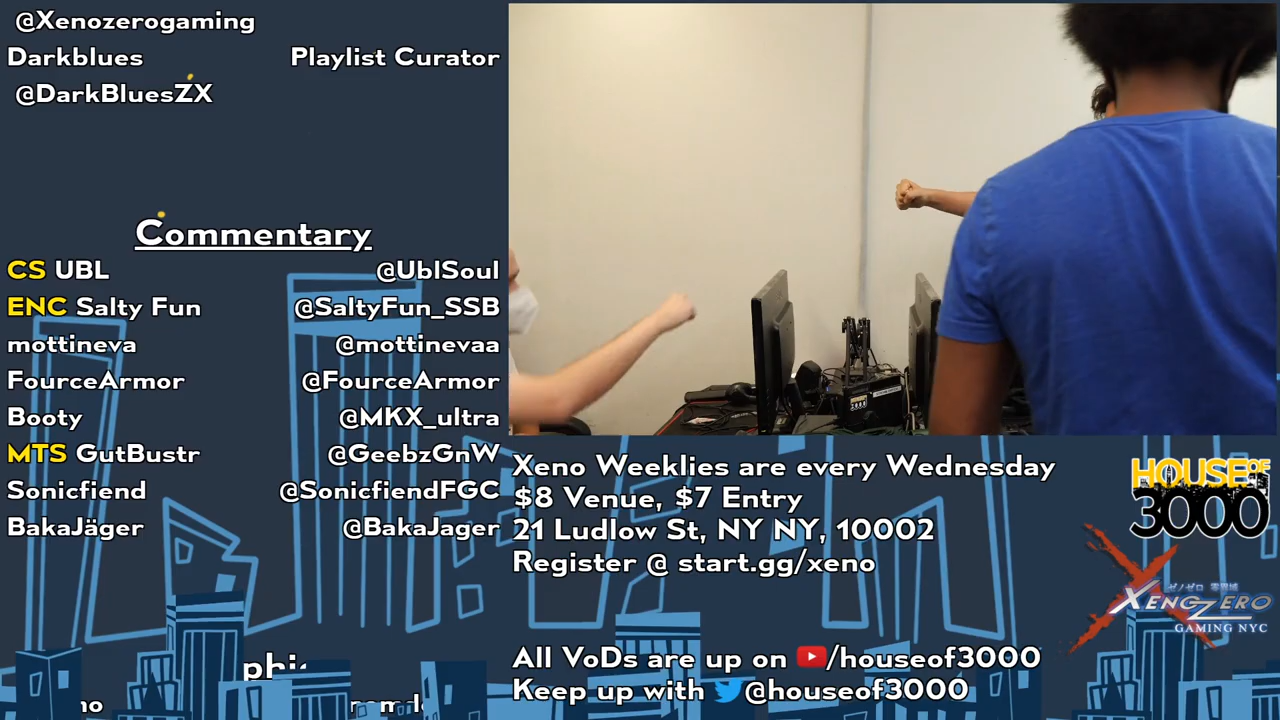 @Xenozerogaming
Darkblues Playlist Curator
@DarkBluesZX
Commentary
CS UBL @UblSoul
ENC Salty Fun @SaltyFun_SSB
mottineva @mottinevaa
FourceArmor @FourceArmor
Booty @MKX_ultra
MTS GutBustr @GeebzGnW
Sonicfiend @SonicfiendFGC
BakaJäger @BakaJager
Xeno Weeklies are every Wednesday
$8 Venue, $7 Entry
21 Ludlow St, NY NY, 10002
Register @ start.gg/xeno
All VoDs are up on /houseof3000
Keep up with @houseof3000
HOUSE OF
3000
XENOZERO
GAMING NYC